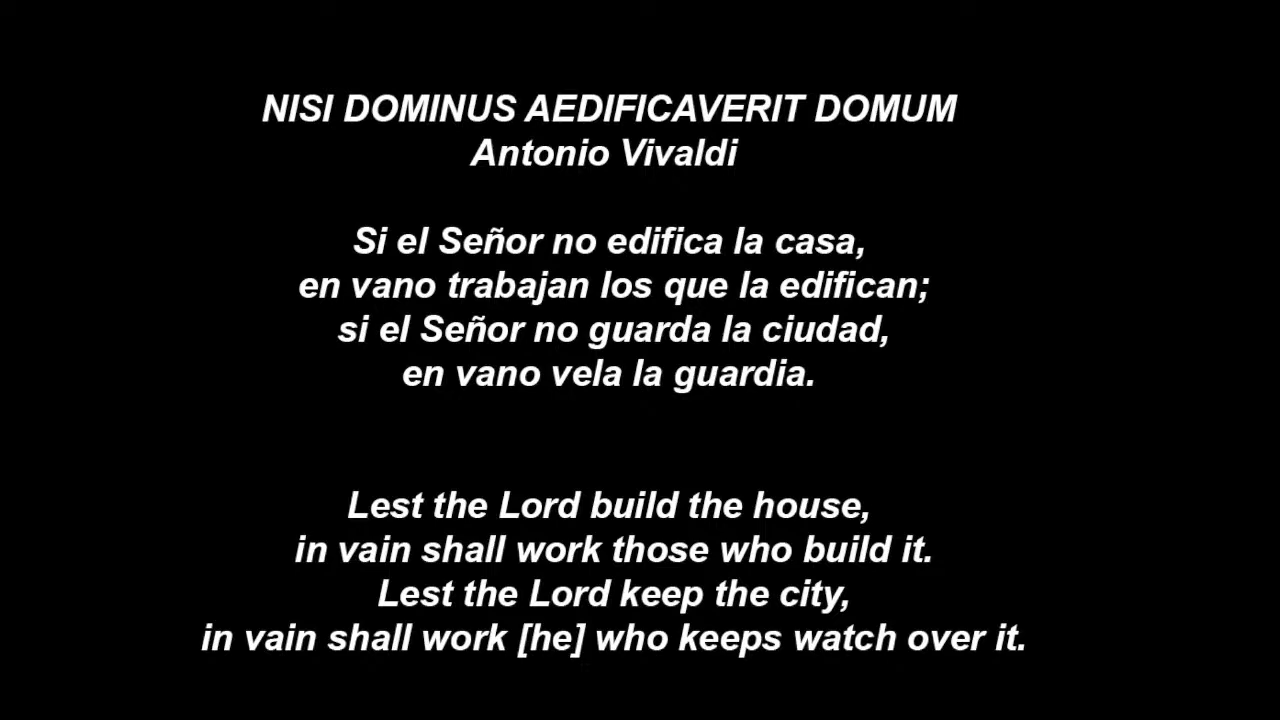 NISI DOMINUS AEDIFICAVERIT DOMUM
Antonio Vivaldi
Si el Señor no edifica la casa,
en vano trabajan los que la edifican;
si el Señor no guarda la ciudad,
en vano vela la guardia.
Lest the Lord build the house,
in vain shall work those who build it.
Lest the Lord keep the city,
in vain shall work [he] who keeps watch over it.